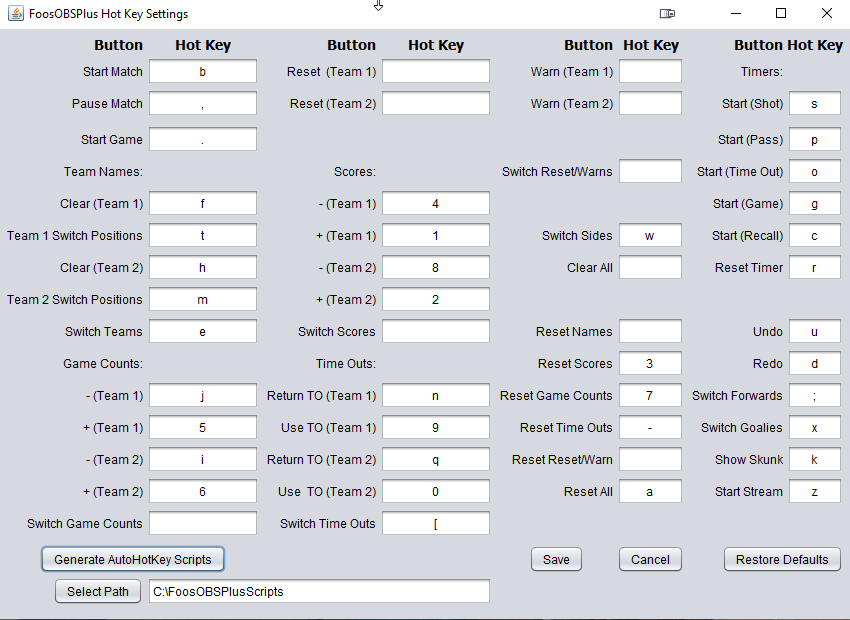 FoosOBSPlus Hot Key Settings
Button Hot Key Button Hot Key Button Hot Key Button Hot Key
Start Match b Reset (Team 1) Warn (Team 1) Timers:
Pause Match , Reset (Team 2) Warn (Team 2) Start (Shot) s
Start Game . Start (Pass) p
Team Names: Scores: Switch Reset/Warns Start (Time Out) o
Clear (Team 1) f - (Team 1) 4 Start (Game) g
Team 1 Switch Positions t + (Team 1) 1 Switch Sides w Start (Recall) c
Clear (Team 2) h - (Team 2) 8 Clear All Reset Timer r
Team 2 Switch Positions m + (Team 2) 2
Switch Teams e Switch Scores Reset Names Undo u
Game Counts: Time Outs: Reset Scores 3 Redo d
- (Team 1) j Return TO (Team 1) n Reset Game Counts 7 Switch Forwards ;
+ (Team 1) 5 Use TO (Team 1) 9 Reset Time Outs - Switch Goalies x
- (Team 2) i Return TO (Team 2) q Reset Reset/Warn Show Skunk k
+ (Team 2) 6 Use TO (Team 2) 0 Reset All a Start Stream z
Switch Game Counts Switch Time Outs [
Generate AutoHotKey Scripts Save Cancel Restore Defaults
Select Path C:\FoosOBSPlusScripts